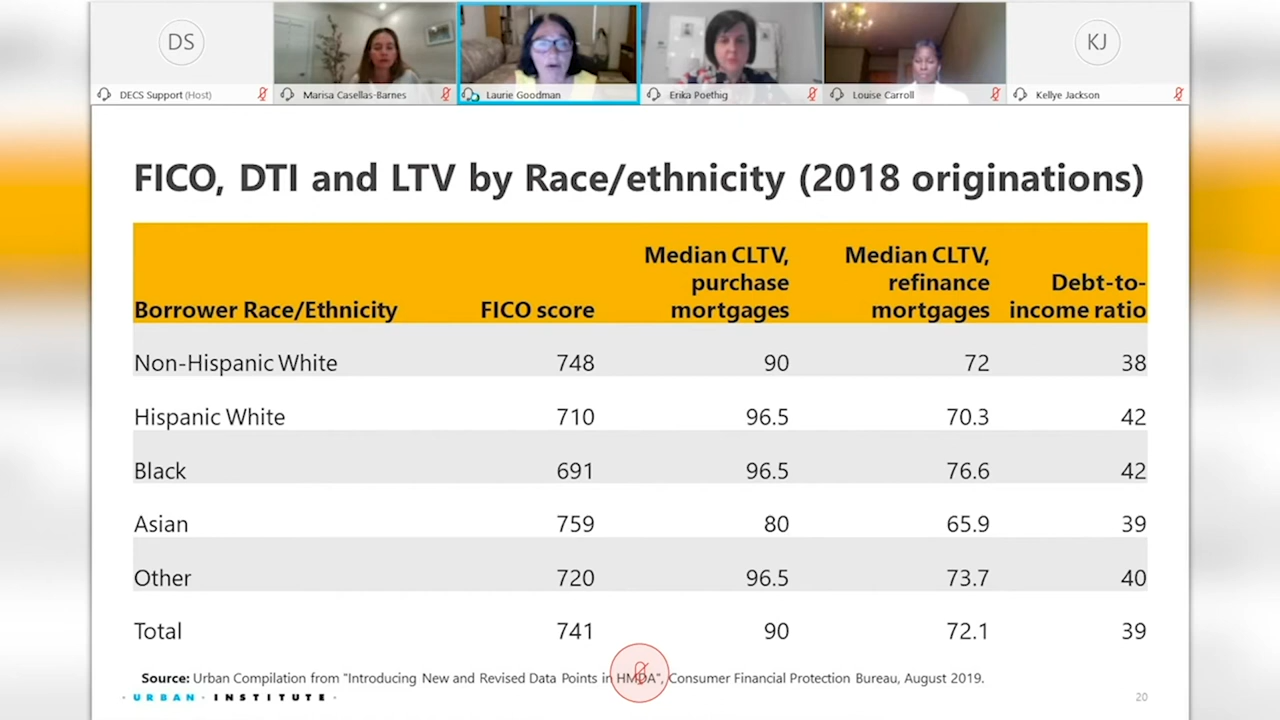 DS
KJ
DECS Support (Host)
Marisa Casellas-Barnes
Laurie Goodman
Erika Poethig
Louise Carroll
Kellye Jackson
FICO, DTI and LTV by Race/ethnicity (2018 originations)
Borrower Race/Ethnicity FICO score Median CLTV, purchase mortgages Median CLTV, refinance mortgages Debt-to-income ratio
Non-Hispanic White 748 90 72 38
Hispanic White 710 96.5 70.3 42
Black 691 96.5 76.6 42
Asian 759 80 65.9 39
Other 720 96.5 73.7 40
Total 741 90 72.1 39
Source: Urban Compilation from "Introducing New and Revised Data Points in HMDA", Consumer Financial Protection Bureau, August 2019.
· URBAN · INSTITUTE ·
20